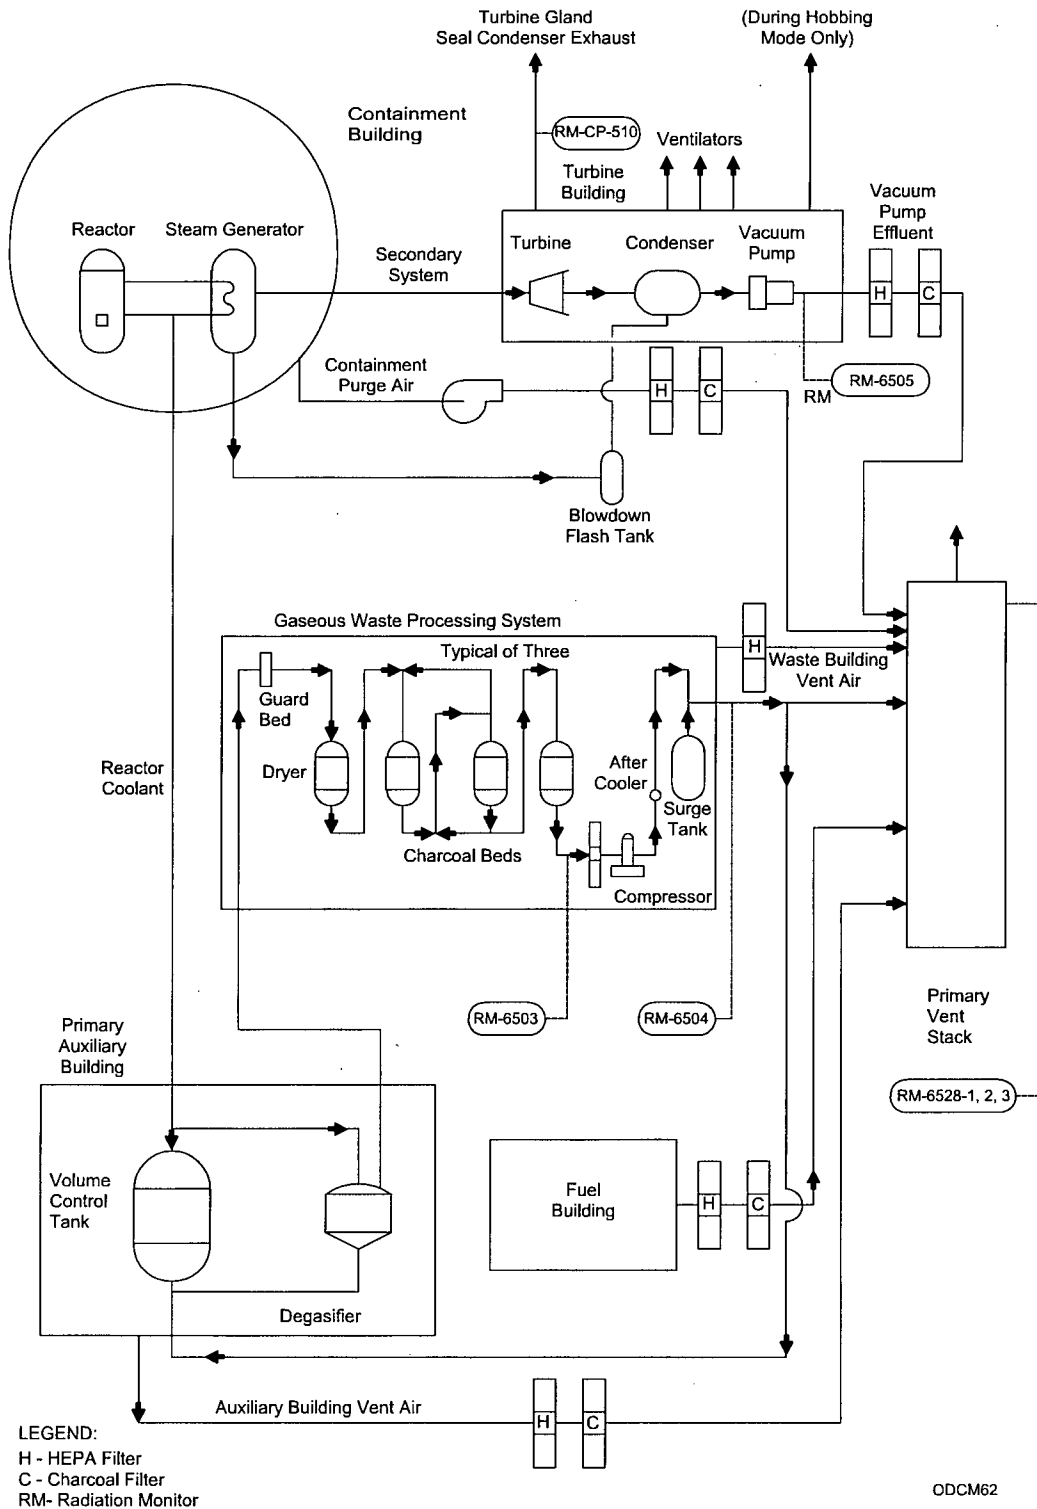 Turbine Gland
Seal Condenser Exhaust
(During Hobbing
Mode Only)
Containment
Building
RM-CP-510
Ventilators
Turbine
Building
Vacuum
Pump
Effluent
Reactor
Steam Generator
Secondary
System
Turbine
Condenser
Vacuum
Pump
H
C
Containment
Purge Air
H
C
RM
RM-6505
Blowdown
Flash Tank
Gaseous Waste Processing System
Typical of Three
H
Waste Building
Vent Air
Guard
Bed
Reactor
Coolant
Dryer
After
Cooler
Surge
Tank
Charcoal Beds
Compressor
RM-6503
RM-6504
Primary
Vent
Stack
Primary
Auxiliary
Building
RM-6528-1, 2, 3
Volume
Control
Tank
Fuel
Building
H
C
Degasifier
Auxiliary Building Vent Air
H
C
LEGEND:
H - HEPA Filter
C - Charcoal Filter
RM- Radiation Monitor
ODCM62